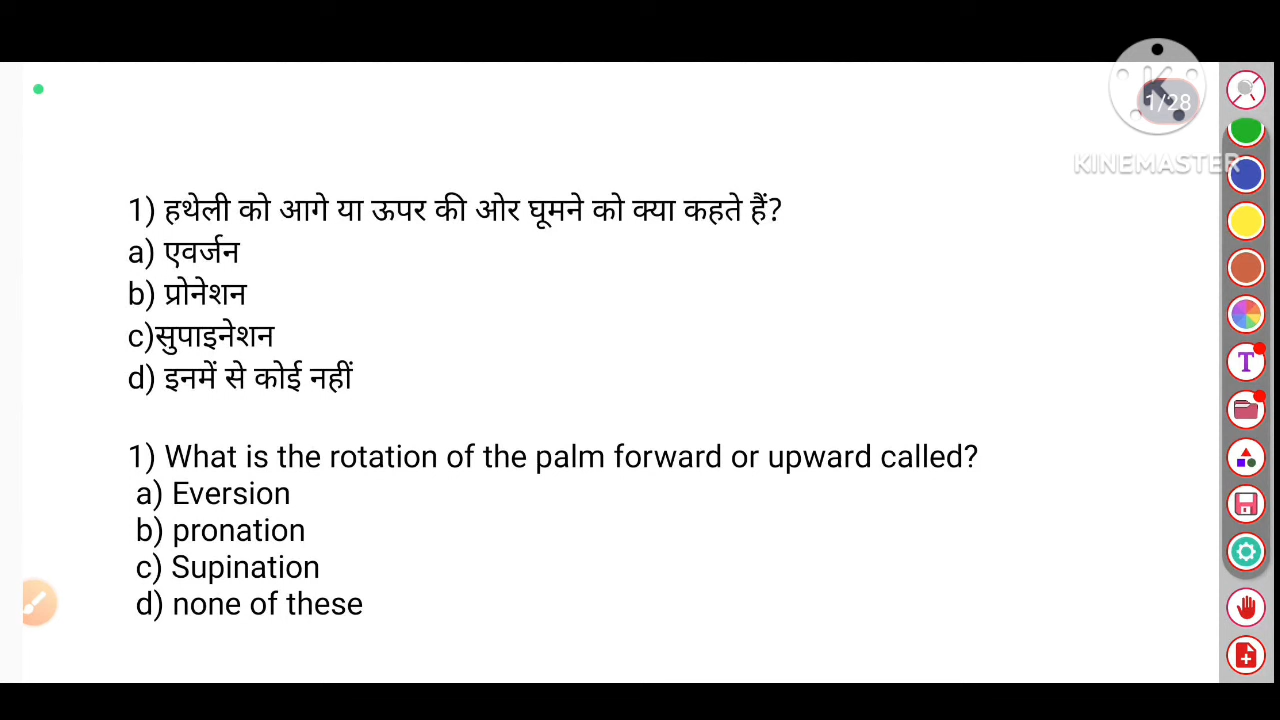 1/28
KINEMASTER
1) हथेली को आगे या ऊपर की ओर घूमने को क्या कहते हैं?
a) एवर्जन
b) प्रोनेशन
c)सुपाइनेशन
d) इनमें से कोई नहीं
1) What is the rotation of the palm forward or upward called?
a) Eversion
b) pronation
c) Supination
d) none of these
T